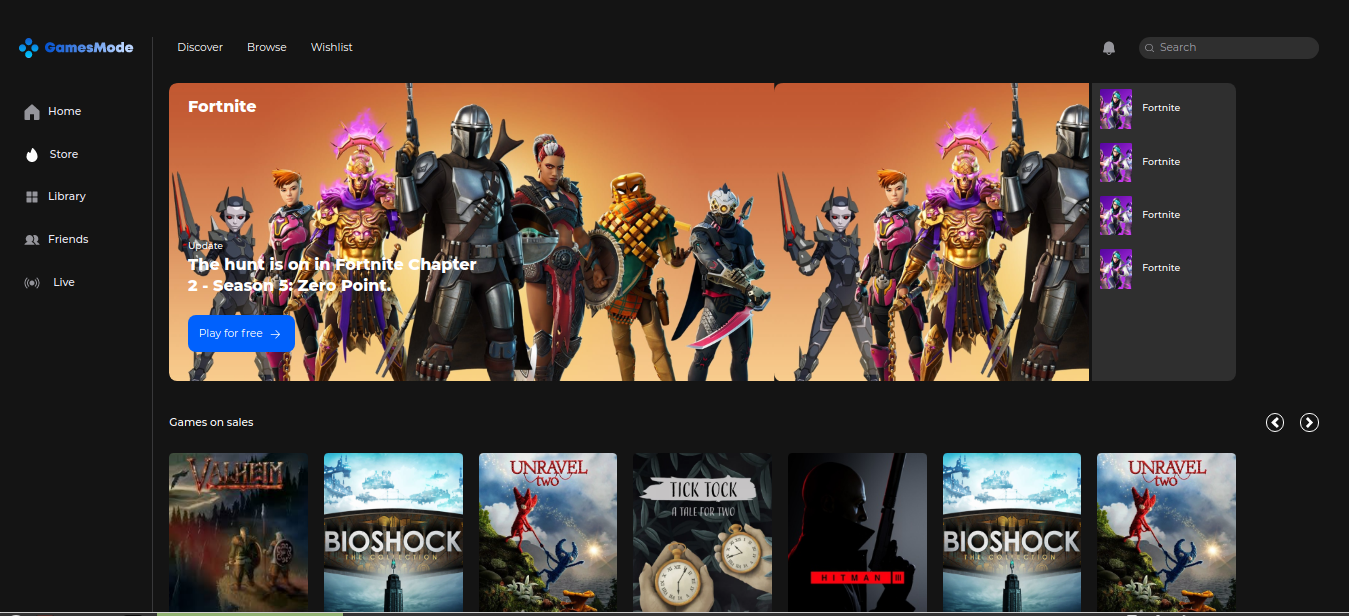 GamesMode
Discover
Browse
Wishlist
Search
Home
Store
Library
Friends
Live
Fortnite
Update
The hunt is on in Fortnite Chapter
2 - Season 5: Zero Point.
Play for free
Fortnite
Fortnite
Fortnite
Fortnite
Games on sales
VALHEIM
BIOSHOCK
THE COLLECTION
UNRAVEL
TWO
TICK TOCK
A TALE FOR TWO
HITMAN III
BIOSHOCK
THE COLLECTION
UNRAVEL
TWO